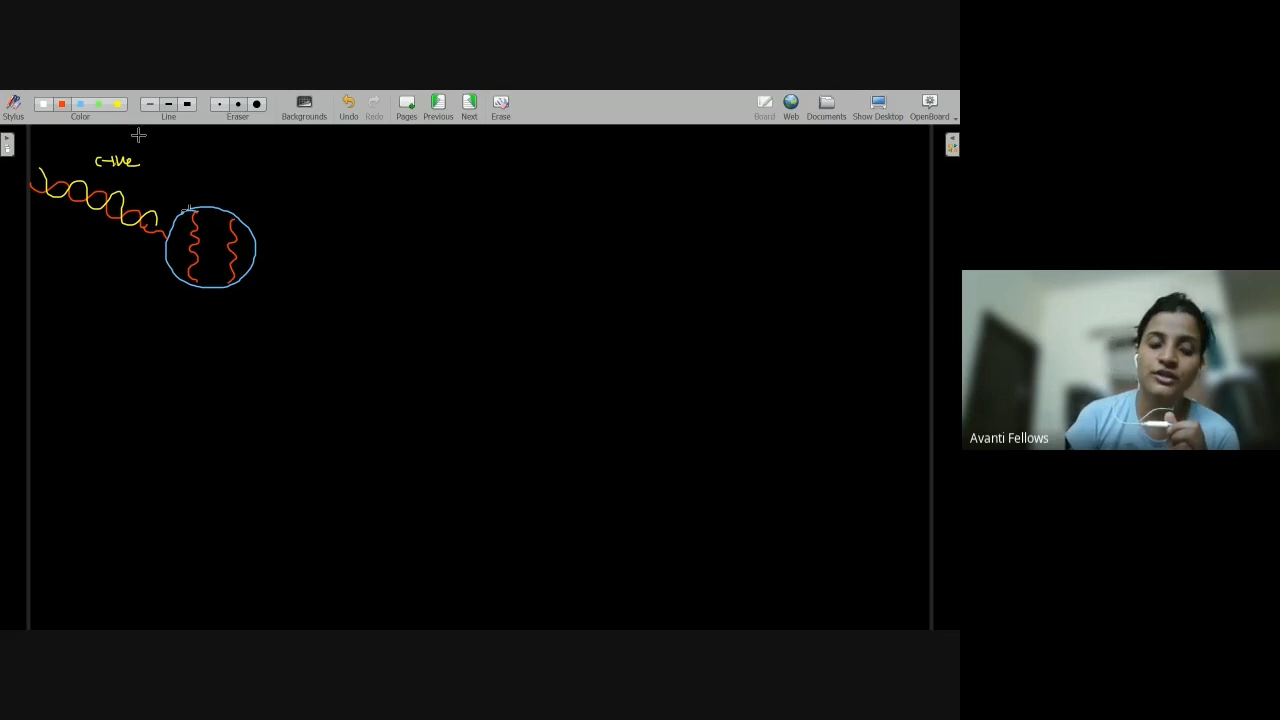 Stylus Color Line Eraser Backgrounds Undo Redo Pages Previous Next Erase Board Web Documents Show Desktop OpenBoard
(-)ve
Avanti Fellows